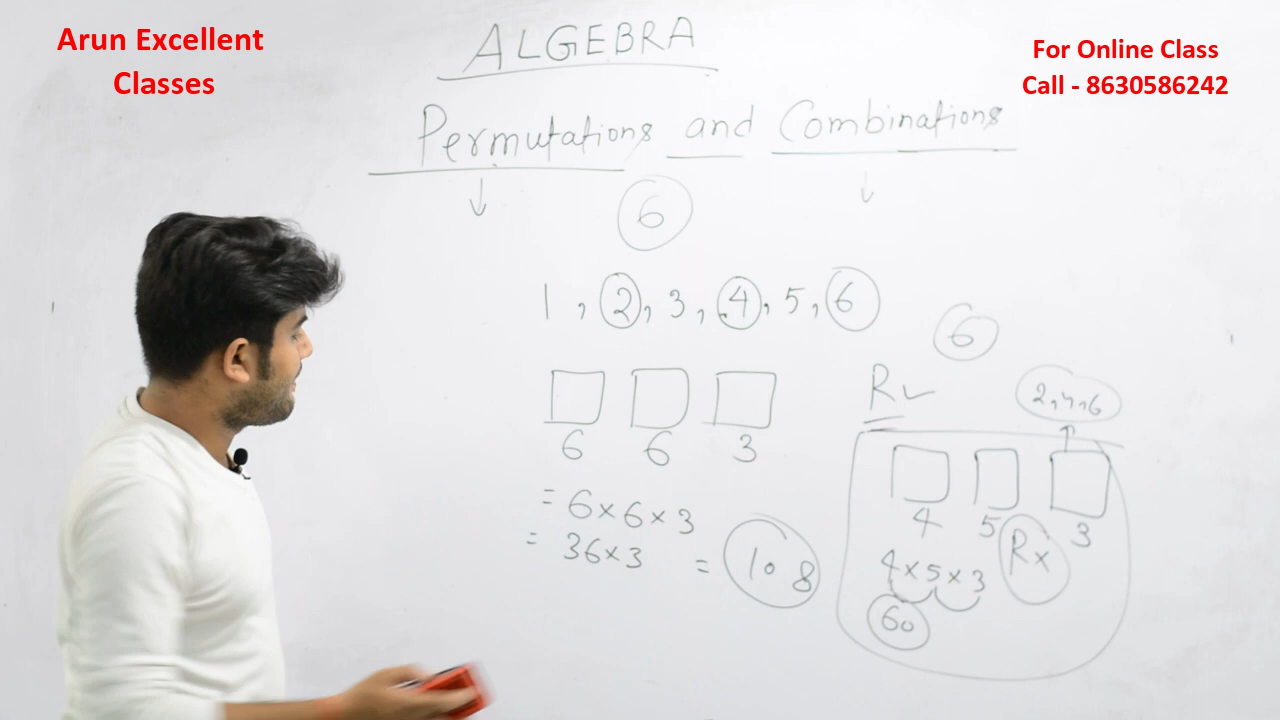 Arun Excellent
Classes
For Online Class
Call - 8630586242
ALGEBRA
Permutations and Combinations
6
1, 2, 3, 4, 5, 6
6 6 3
= 6×6×3
= 36×3 = 108
6
R✓
2,4,6
4 5 3
R×
4×5×3
60